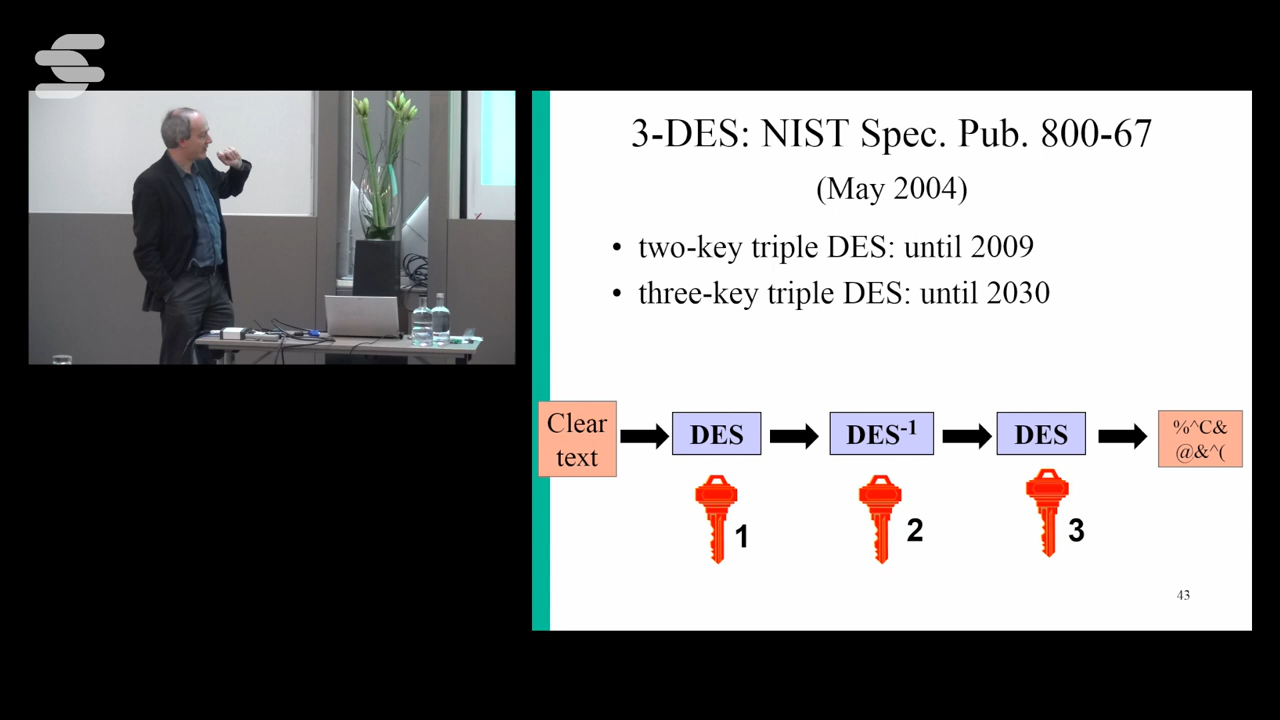 3-DES: NIST Spec. Pub. 800-67
(May 2004)
• two-key triple DES: until 2009
• three-key triple DES: until 2030
Clear
text
DES
DES-1
DES
%^C&
@&^(
1
2
3
43